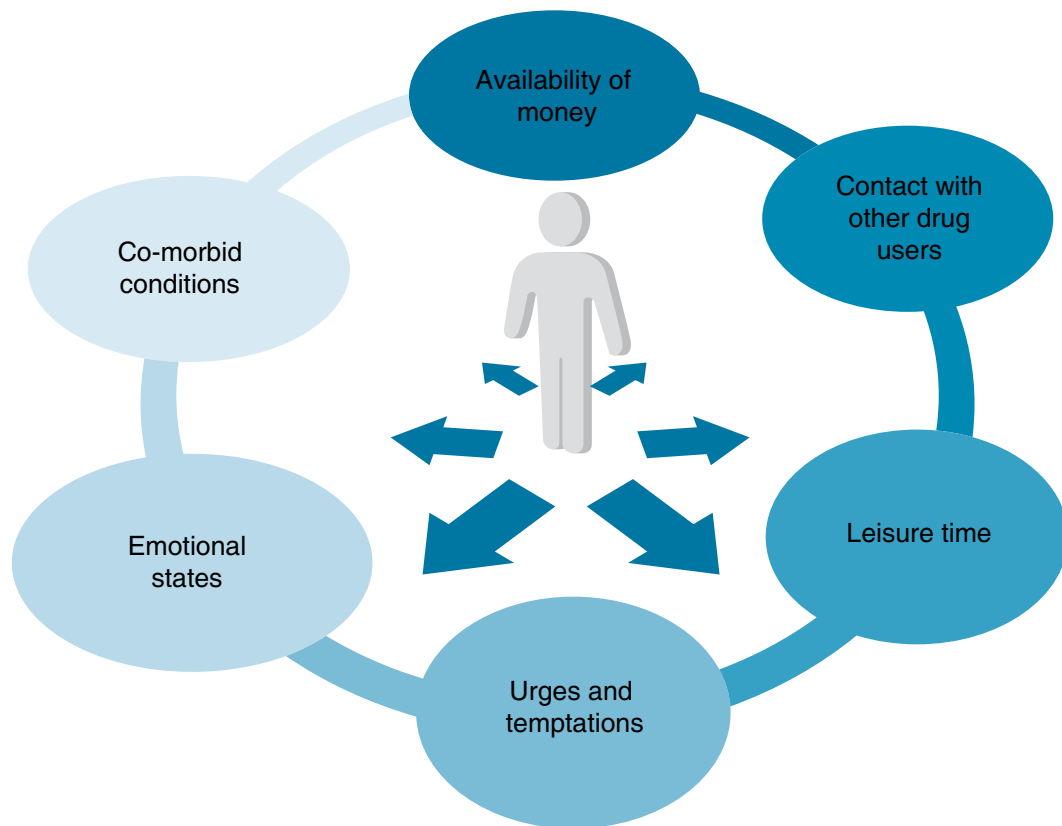 Availability of
money
Contact with
other drug
users
Leisure time
Urges and
temptations
Emotional
states
Co-morbid
conditions